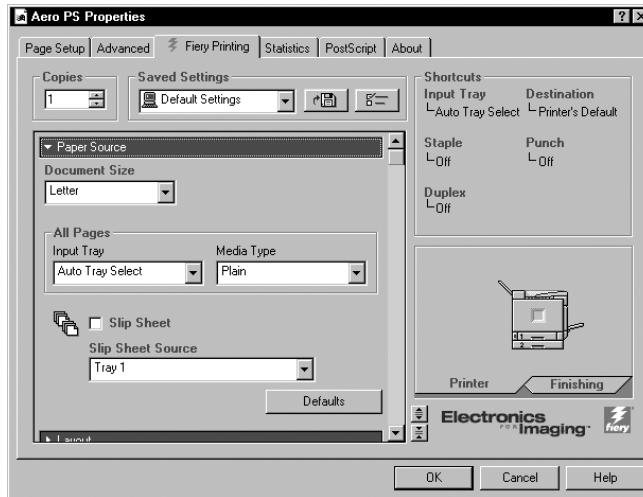 Aero PS Properties
Page Setup
Advanced
Fiery Printing
Statistics
PostScript
About
Copies
1
Saved Settings
Default Settings
Paper Source
Document Size
Letter
All Pages
Input Tray
Media Type
Auto Tray Select
Plain
Slip Sheet
Slip Sheet Source
Tray 1
Defaults
Layout
Shortcuts
Input Tray
Destination
Auto Tray Select
Printer's Default
Staple
Punch
Off
Off
Duplex
Off
1
2
Printer
Finishing
Electronics
FOR Imaging
fiery
OK
Cancel
Help